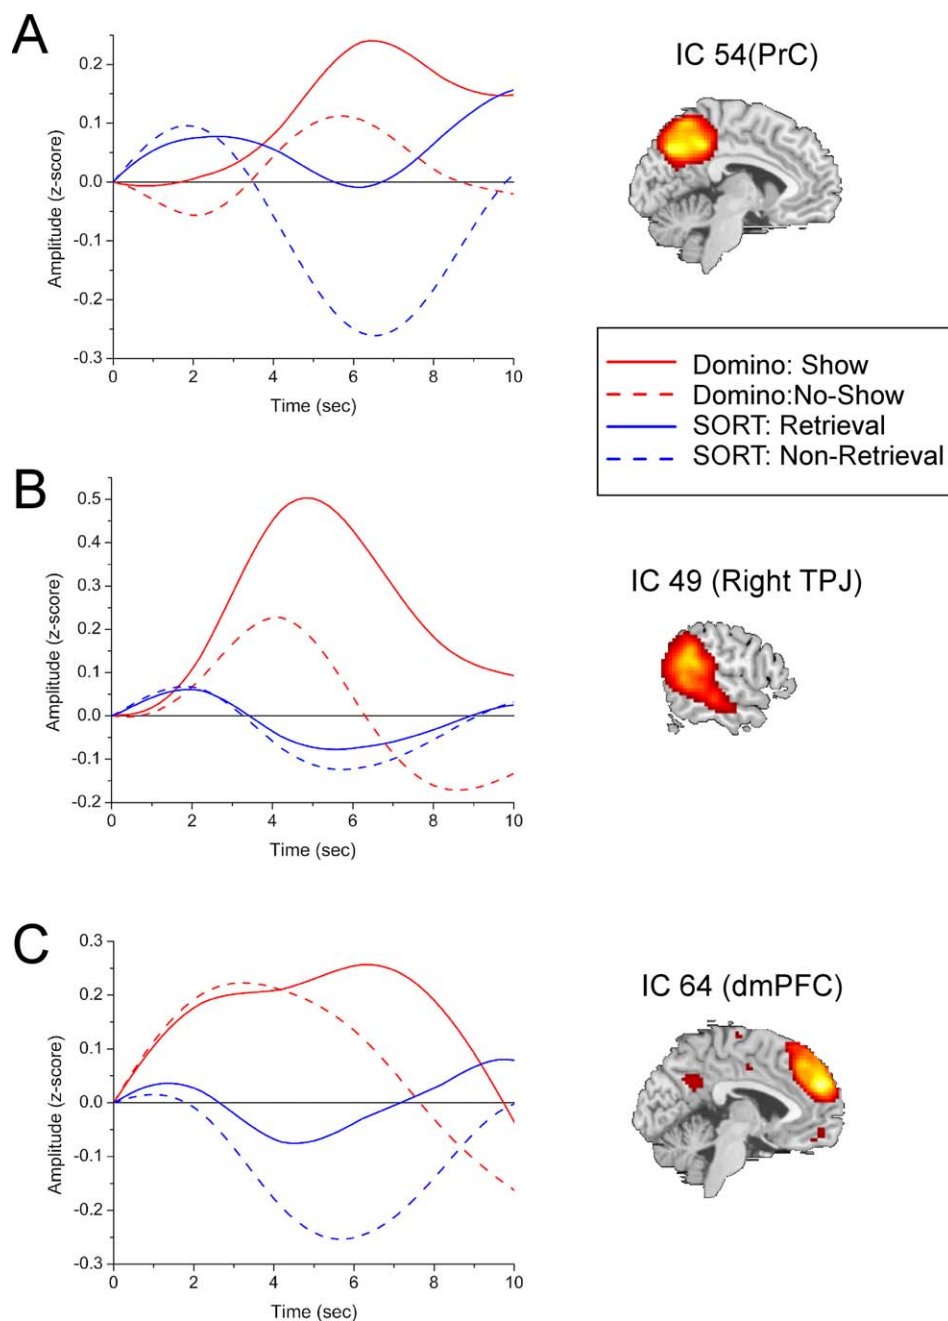 A
IC 54(PrC)
Amplitude (z-score)
0.2
0.1
0.0
-0.1
-0.2
-0.3
0 2 4 6 8 10
Time (sec)
Domino: Show
Domino:No-Show
SORT: Retrieval
SORT: Non-Retrieval
B
IC 49 (Right TPJ)
Amplitude (z-score)
0.5
0.4
0.3
0.2
0.1
0.0
-0.1
-0.2
0 2 4 6 8 10
Time (sec)
C
IC 64 (dmPFC)
Amplitude (z-score)
0.3
0.2
0.1
0.0
-0.1
-0.2
-0.3
0 2 4 6 8 10
Time (sec)